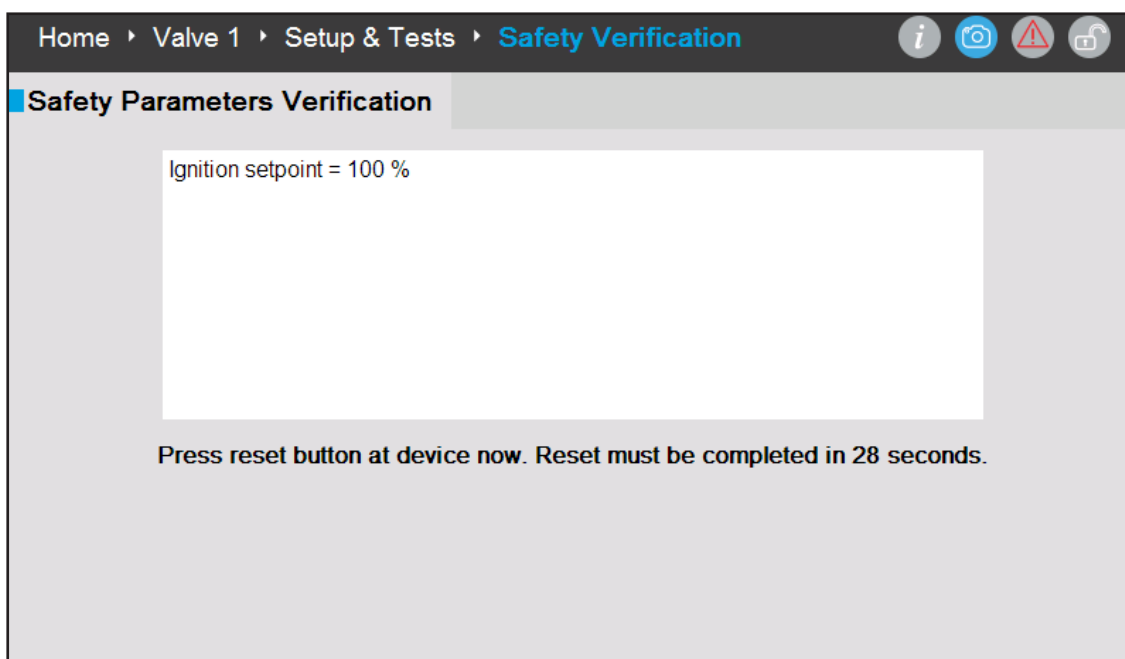 Home ‣ Valve 1 ‣ Setup & Tests ‣ Safety Verification
Safety Parameters Verification
Ignition setpoint = 100 %
Press reset button at device now. Reset must be completed in 28 seconds.